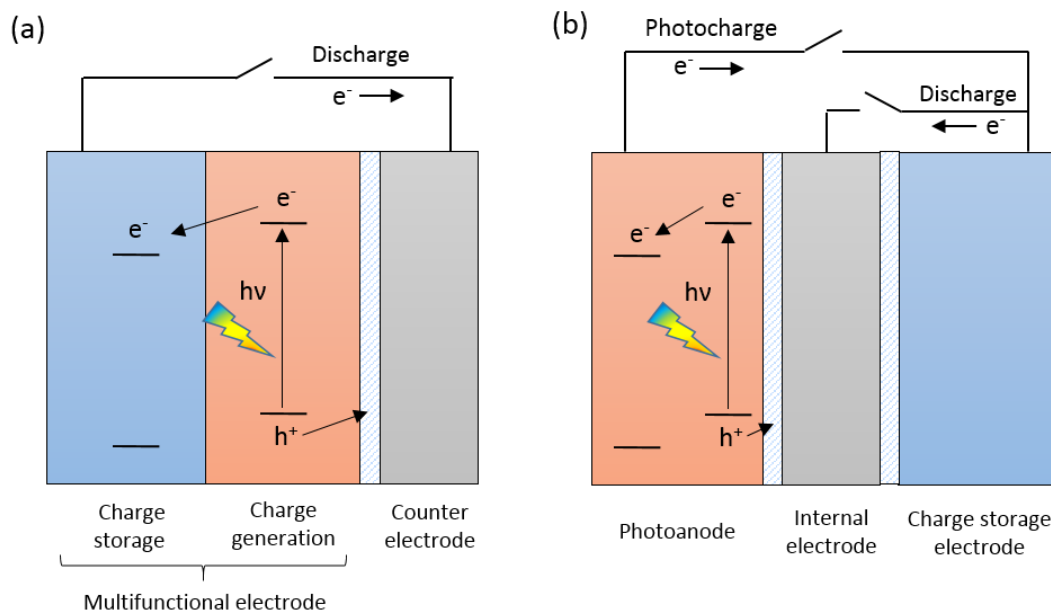 (a)
Discharge
e⁻
e⁻
e⁻
hν
h⁺
Charge
storage
Charge
generation
Counter
electrode
Multifunctional electrode
(b)
Photocharge
e⁻
Discharge
e⁻
e⁻
e⁻
hν
h⁺
Photoanode
Internal
electrode
Charge storage
electrode